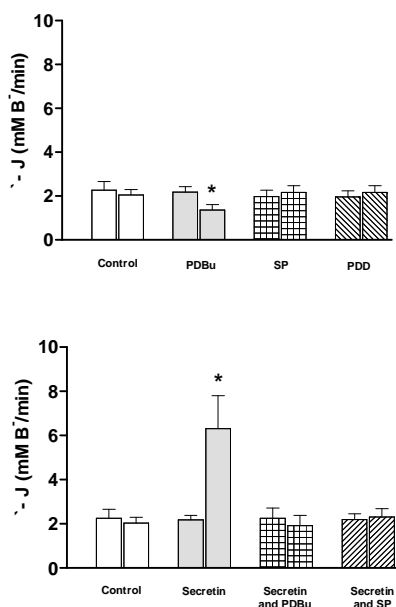 10
8
6
4
2
0
`- J (mM B-/min)
*
Control PDBu SP PDD
10
8
6
4
2
0
`- J (mM B-/min)
*
Control Secretin Secretin Secretin
and PDBu and SP